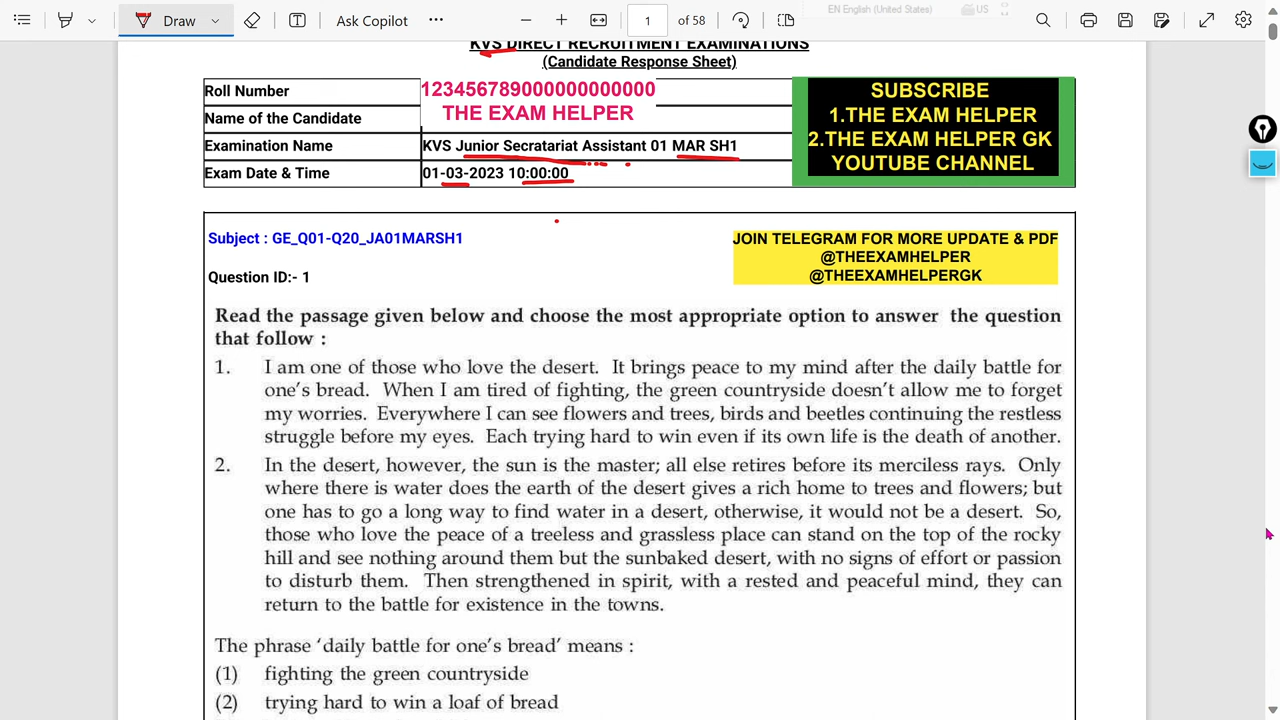 Draw
Ask Copilot
1
of 58
EN English (United States)
US
KVS DIRECT RECRUITMENT EXAMINATIONS
(Candidate Response Sheet)
Roll Number
123456789000000000000
Name of the Candidate
THE EXAM HELPER
Examination Name
KVS Junior Secratariat Assistant 01 MAR SH1
Exam Date & Time
01-03-2023 10:00:00
SUBSCRIBE
1.THE EXAM HELPER
2.THE EXAM HELPER GK
YOUTUBE CHANNEL
Subject : GE_Q01-Q20_JA01MARSH1
JOIN TELEGRAM FOR MORE UPDATE & PDF
@THEEXAMHELPER
@THEEXAMHELPERGK
Question ID:- 1
Read the passage given below and choose the most appropriate option to answer the question
that follow :
1. I am one of those who love the desert. It brings peace to my mind after the daily battle for
one's bread. When I am tired of fighting, the green countryside doesn't allow me to forget
my worries. Everywhere I can see flowers and trees, birds and beetles continuing the restless
struggle before my eyes. Each trying hard to win even if its own life is the death of another.
2. In the desert, however, the sun is the master; all else retires before its merciless rays. Only
where there is water does the earth of the desert gives a rich home to trees and flowers; but
one has to go a long way to find water in a desert, otherwise, it would not be a desert. So,
those who love the peace of a treeless and grassless place can stand on the top of the rocky
hill and see nothing around them but the sunbaked desert, with no signs of effort or passion
to disturb them. Then strengthened in spirit, with a rested and peaceful mind, they can
return to the battle for existence in the towns.
The phrase 'daily battle for one's bread' means :
(1) fighting the green countryside
(2) trying hard to win a loaf of bread